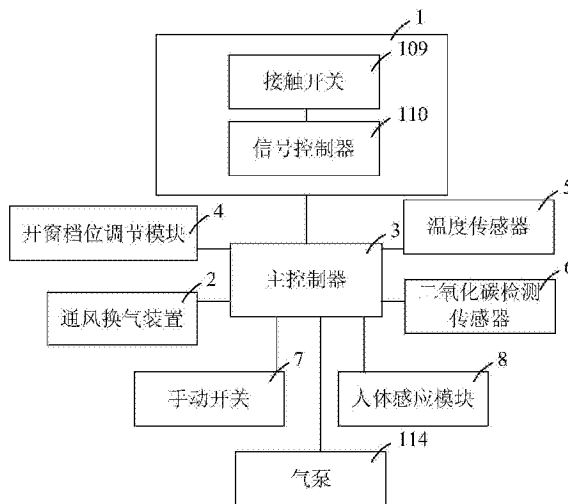 1
109
接触开关
110
信号控制器
4
开窗档位调节模块
3
主控制器
5
温度传感器
2
通风换气装置
6
二氧化碳检测
传感器
7
手动开关
8
人体感应模块
114
气泵